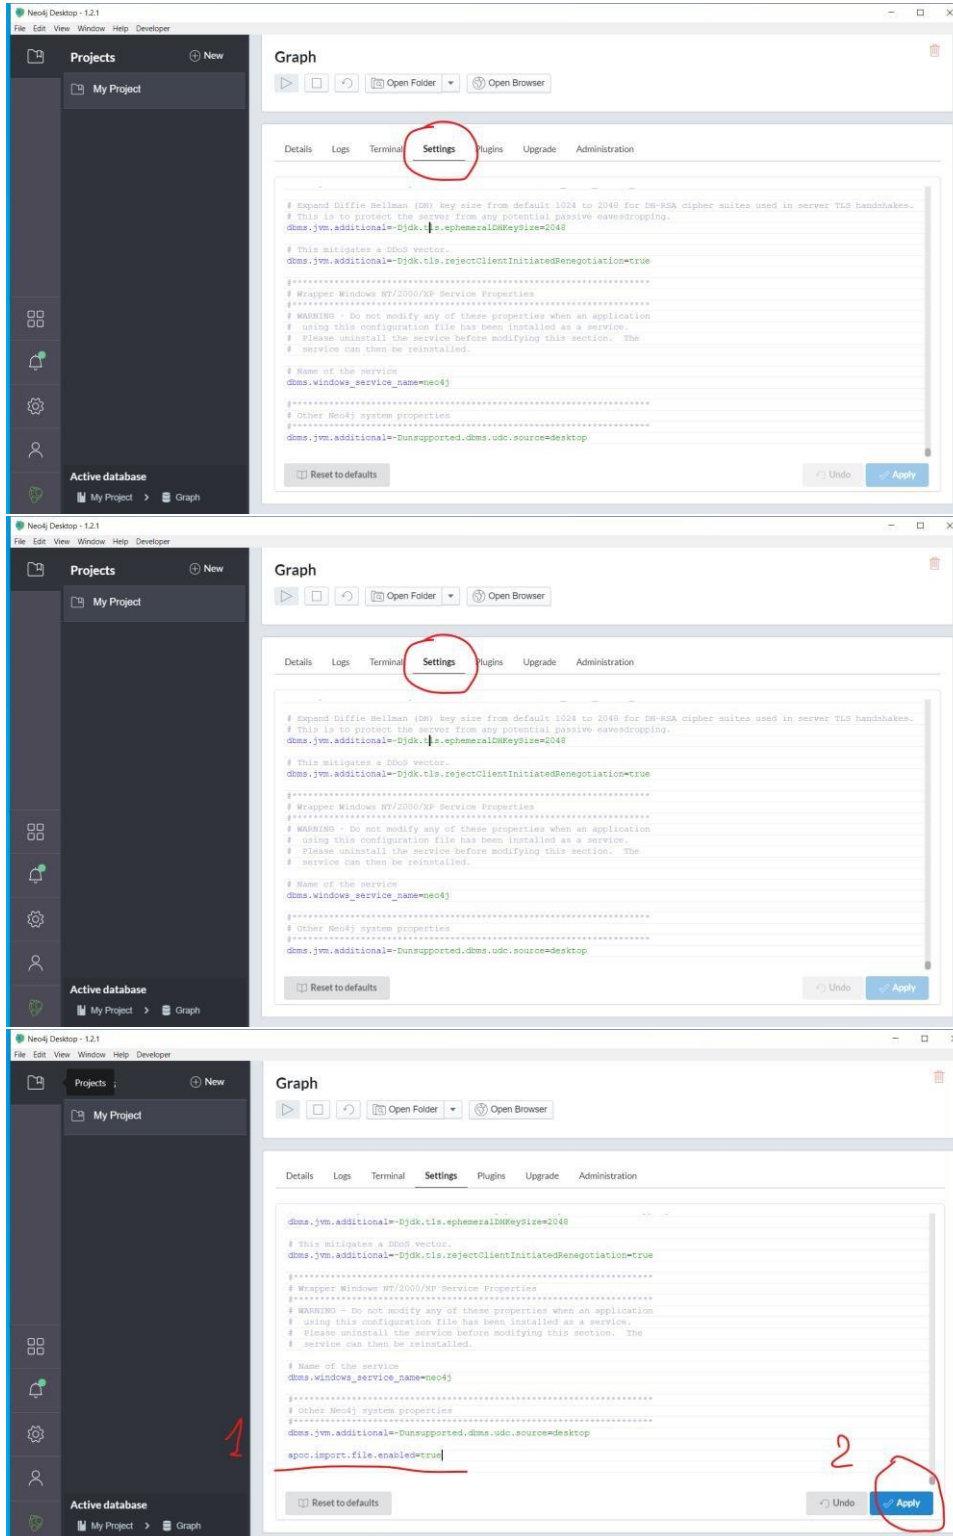 Neo4j Desktop - 1.2.1
File Edit View Window Help Developer
Projects
New
My Project
Graph
Open Folder
Open Browser
Details Logs Terminal Settings Plugins Upgrade Administration
# Expand Diffie Hellman (DH) key size from default 1024 to 2048 for DH-RSA cipher suites used in server TLS handshakes.
# This is to protect the server from any potential passive eavesdropping.
dbms.jvm.additional=-Djdk.tls.ephemeralDHKeySize=2048
# This mitigates a DDoS vector.
dbms.jvm.additional=-Djdk.tls.rejectClientInitiatedRenegotiation=true
# Wrapper Windows NT/2000/XP Service Properties
# WARNING - Do not modify any of these properties when an application
# using this configuration file has been installed as a service.
# Please uninstall the service before modifying this section. The
# service can then be reinstalled.
# Name of the service
dbms.windows_service_name=neo4j
# Other Neo4j system properties
dbms.jvm.additional=-Dunsupported.dbms.udc.source=desktop
Reset to defaults
Undo
Apply
Active database
My Project > Graph
Neo4j Desktop - 1.2.1
File Edit View Window Help Developer
Projects
New
My Project
Graph
Open Folder
Open Browser
Details Logs Terminal Settings Plugins Upgrade Administration
# Expand Diffie Hellman (DH) key size from default 1024 to 2048 for DH-RSA cipher suites used in server TLS handshakes.
# This is to protect the server from any potential passive eavesdropping.
dbms.jvm.additional=-Djdk.tls.ephemeralDHKeySize=2048
# This mitigates a DDoS vector.
dbms.jvm.additional=-Djdk.tls.rejectClientInitiatedRenegotiation=true
# Wrapper Windows NT/2000/XP Service Properties
# WARNING - Do not modify any of these properties when an application
# using this configuration file has been installed as a service.
# Please uninstall the service before modifying this section. The
# service can then be reinstalled.
# Name of the service
dbms.windows_service_name=neo4j
# Other Neo4j system properties
dbms.jvm.additional=-Dunsupported.dbms.udc.source=desktop
Reset to defaults
Undo
Apply
Active database
My Project > Graph
Neo4j Desktop - 1.2.1
File Edit View Window Help Developer
Projects
New
My Project
Graph
Open Folder
Open Browser
Details Logs Terminal Settings Plugins Upgrade Administration
dbms.jvm.additional=-Djdk.tls.ephemeralDHKeySize=2048
# This mitigates a DDoS vector.
dbms.jvm.additional=-Djdk.tls.rejectClientInitiatedRenegotiation=true
# Wrapper Windows NT/2000/XP Service Properties
# WARNING - Do not modify any of these properties when an application
# using this configuration file has been installed as a service.
# Please uninstall the service before modifying this section. The
# service can then be reinstalled.
# Name of the service
dbms.windows_service_name=neo4j
# Other Neo4j system properties
dbms.jvm.additional=-Dunsupported.dbms.udc.source=desktop
1
apoc.import.file.enabled=true
2
Reset to defaults
Undo
Apply
Active database
My Project > Graph